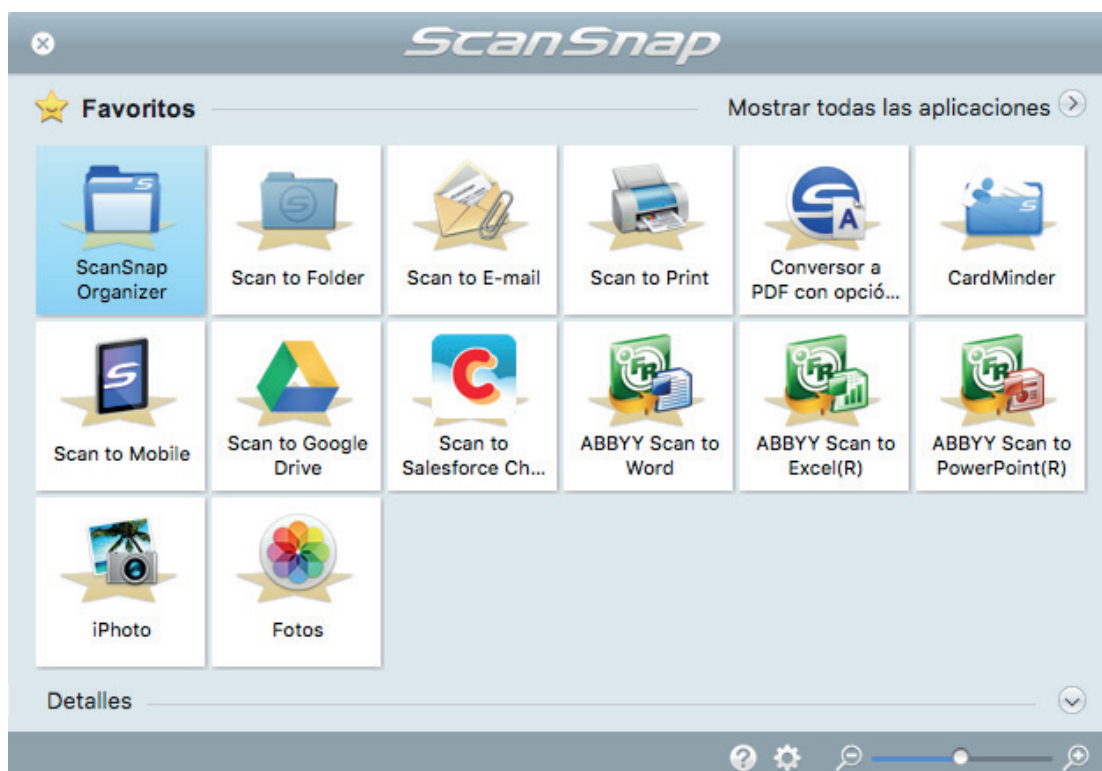 ScanSnap
Favoritos
Mostrar todas las aplicaciones
ScanSnap
Organizer
Scan to Folder
Scan to E-mail
Scan to Print
Conversor a
PDF con opció...
CardMinder
Scan to Mobile
Scan to Google
Drive
Scan to
Salesforce Ch...
ABBYY Scan to
Word
ABBYY Scan to
Excel(R)
ABBYY Scan to
PowerPoint(R)
iPhoto
Fotos
Detalles